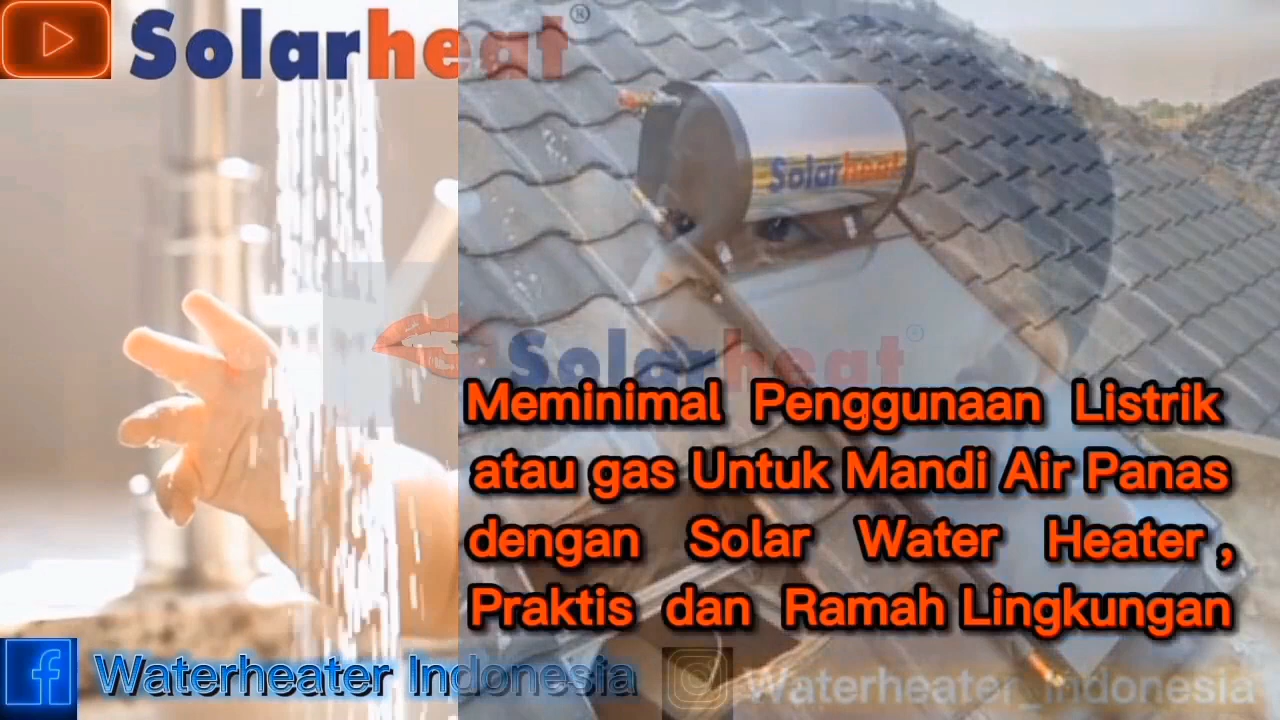 Solarheat®
Solarheat
Solarheat®
Meminimal Penggunaan Listrik
atau gas Untuk Mandi Air Panas
dengan Solar Water Heater,
Praktis dan Ramah Lingkungan
f Waterheater Indonesia
Waterheater_indonesia